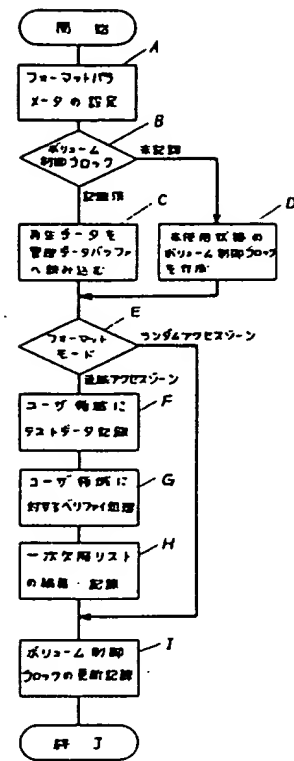 開始
A
フォーマットパラ
メータの設定
B
ボリューム
制御ブロック
未記録
記録済
C
D
再生データを
管理データバッファ
へ読み込む
未使用状態の
ボリューム制御ブロック
を作成
E
フォーマット
モード
ランダムアクセスゾーン
アクセスゾーン
F
ユーザ領域に
テストデータ記録
G
ユーザ領域に
対するベリファイ処理
H
一次欠陥リスト
の編集・記録
I
ボリューム制御
ブロックの更新記録
終了